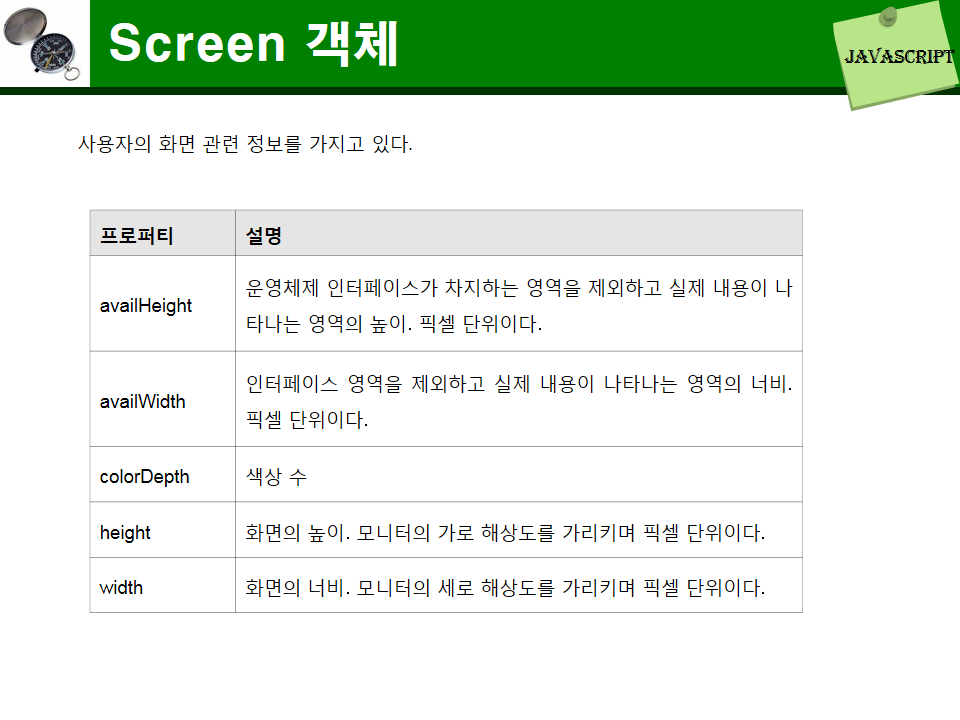 Screen 객체
JAVASCRIPT
사용자의 화면 관련 정보를 가지고 있다.
프로퍼티 설명
availHeight 운영체제 인터페이스가 차지하는 영역을 제외하고 실제 내용이 나
타나는 영역의 높이. 픽셀 단위이다.
availWidth 인터페이스 영역을 제외하고 실제 내용이 나타나는 영역의 너비.
픽셀 단위이다.
colorDepth 색상 수
height 화면의 높이. 모니터의 가로 해상도를 가리키며 픽셀 단위이다.
width 화면의 너비. 모니터의 세로 해상도를 가리키며 픽셀 단위이다.